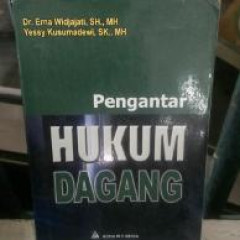 Dr. Erna Widjajati, SH., MH
Yessy Kusumadewi, SK., MH
Pengantar
HUKUM
DAGANG